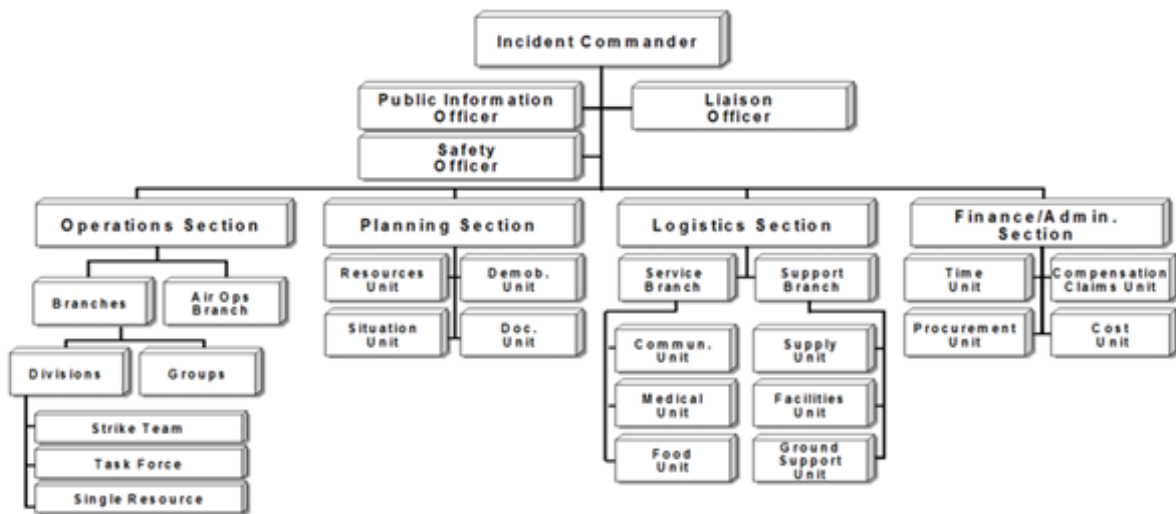 Incident Commander
Public Information
Officer
Liaison
Officer
Safety
Officer
Operations Section
Planning Section
Logistics Section
Finance/Admin.
Section
Branches
Air Ops
Branch
Resources
Unit
Demob.
Unit
Service
Branch
Support
Branch
Time
Unit
Compensation
Claims Unit
Situation
Unit
Doc.
Unit
Procurement
Unit
Cost
Unit
Divisions
Groups
Commun.
Unit
Supply
Unit
Strike Team
Medical
Unit
Facilities
Unit
Task Force
Food
Unit
Ground
Support
Unit
Single Resource